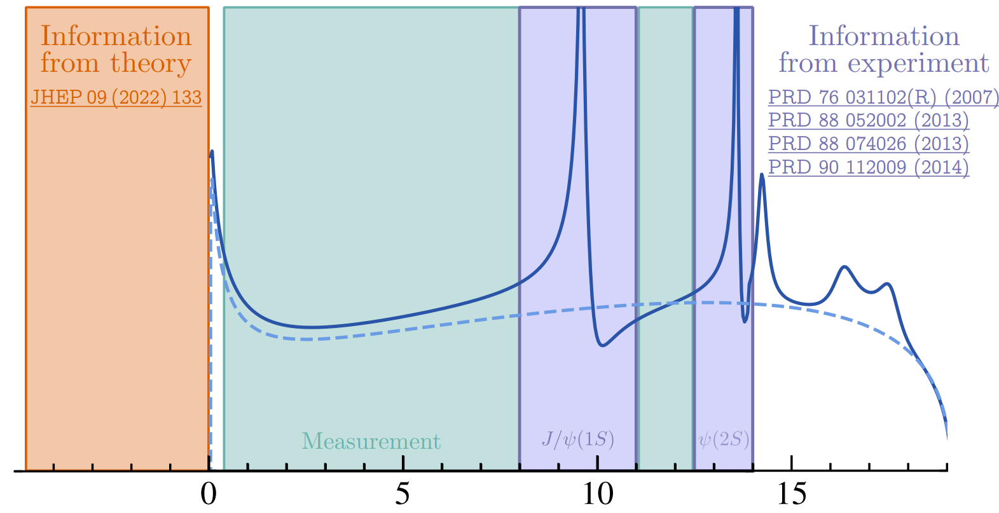 Information
from theory
JHEP 09 (2022) 133
Information
from experiment
PRD 76 031102(R) (2007)
PRD 88 052002 (2013)
PRD 88 074026 (2013)
PRD 90 112009 (2014)
Measurement
J/ψ(1S)
ψ(2S)
0
5
10
15